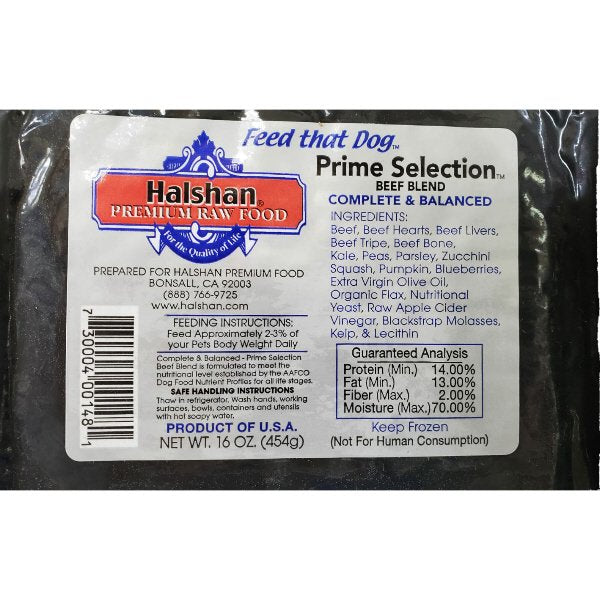 Feed that Dog™
Halshan®
PREMIUM RAW FOOD
For the Quality of Life
PREPARED FOR HALSHAN PREMIUM FOOD
BONSALL, CA 92003
(888) 766-9725
www.halshan.com
FEEDING INSTRUCTIONS:
Feed Approximately 2-3% of
your Pets Body Weight Daily
Complete & Balanced - Prime Selection
Beef Blend is formulated to meet the
nutritional level established by the AAFCO
Dog Food Nutrient Profiles for all life stages.
SAFE HANDLING INSTRUCTIONS
Thaw in refrigerator. Wash hands, working
surfaces, bowls, containers and utensils
with hot soapy water.
PRODUCT OF U.S.A.
NET WT. 16 OZ. (454g)
7 30004-00148 1
Prime Selection™
BEEF BLEND
COMPLETE & BALANCED
INGREDIENTS:
Beef, Beef Hearts, Beef Livers,
Beef Tripe, Beef Bone,
Kale, Peas, Parsley, Zucchini
Squash, Pumpkin, Blueberries,
Extra Virgin Olive Oil,
Organic Flax, Nutritional
Yeast, Raw Apple Cider
Vinegar, Blackstrap Molasses,
Kelp, & Lecithin
Guaranteed Analysis
Protein (Min.) 14.00%
Fat (Min.) 13.00%
Fiber (Max.) 2.00%
Moisture (Max.)70.00%
Keep Frozen
(Not For Human Consumption)